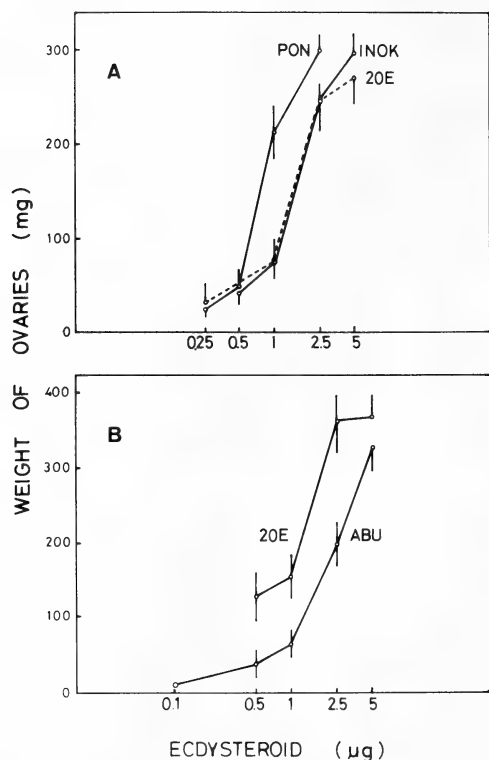 300
A
PON
INOK
20E
200
100
0
0,25 0.5 1 2.5 5
WEIGHT OF OVARIES (mg)
400
B
300
20E
ABU
200
100
0
0.1 0.5 1 2.5 5
ECDYSTEROID (µg)